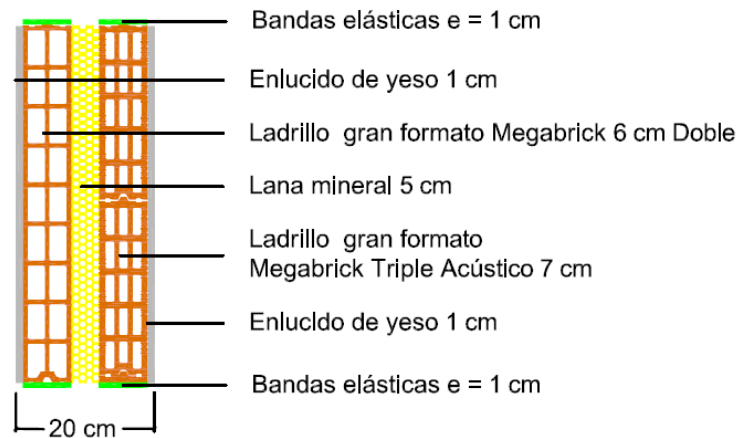 Bandas elásticas e = 1 cm
Enlucido de yeso 1 cm
Ladrillo gran formato Megabrick 6 cm Doble
Lana mineral 5 cm
Ladrillo gran formato
Megabrick Triple Acústico 7 cm
Enlucldo de yeso 1 cm
Bandas elásticas e = 1 cm
20 cm